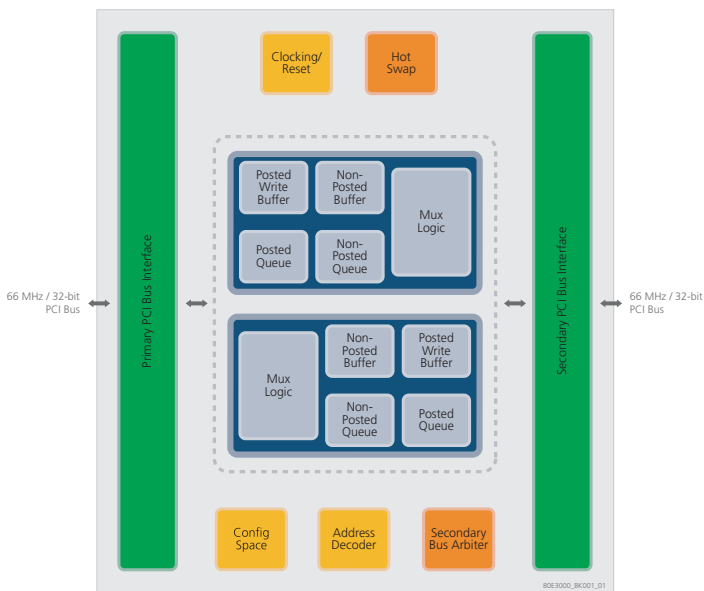 Clocking/
Reset
Hot
Swap
Primary PCI Bus Interface
Secondary PCI Bus Interface
Posted
Write
Buffer
Non-
Posted
Buffer
Mux
Logic
Posted
Queue
Non-
Posted
Queue
66 MHz / 32-bit
PCI Bus
66 MHz / 32-bit
PCI Bus
Mux
Logic
Non-
Posted
Buffer
Posted
Write
Buffer
Non-
Posted
Queue
Posted
Queue
Config
Space
Address
Decoder
Secondary
Bus Arbiter
80E3000_BK001_01